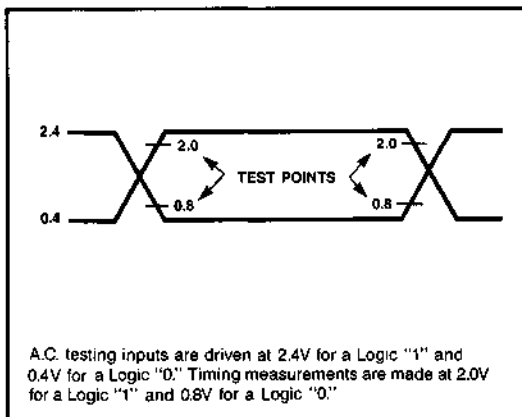 2.4
2.0
2.0
TEST POINTS
0.8
0.8
0.4
A.C. testing inputs are driven at 2.4V for a Logic "1" and
0.4V for a Logic "0." Timing measurements are made at 2.0V
for a Logic "1" and 0.8V for a Logic "0."